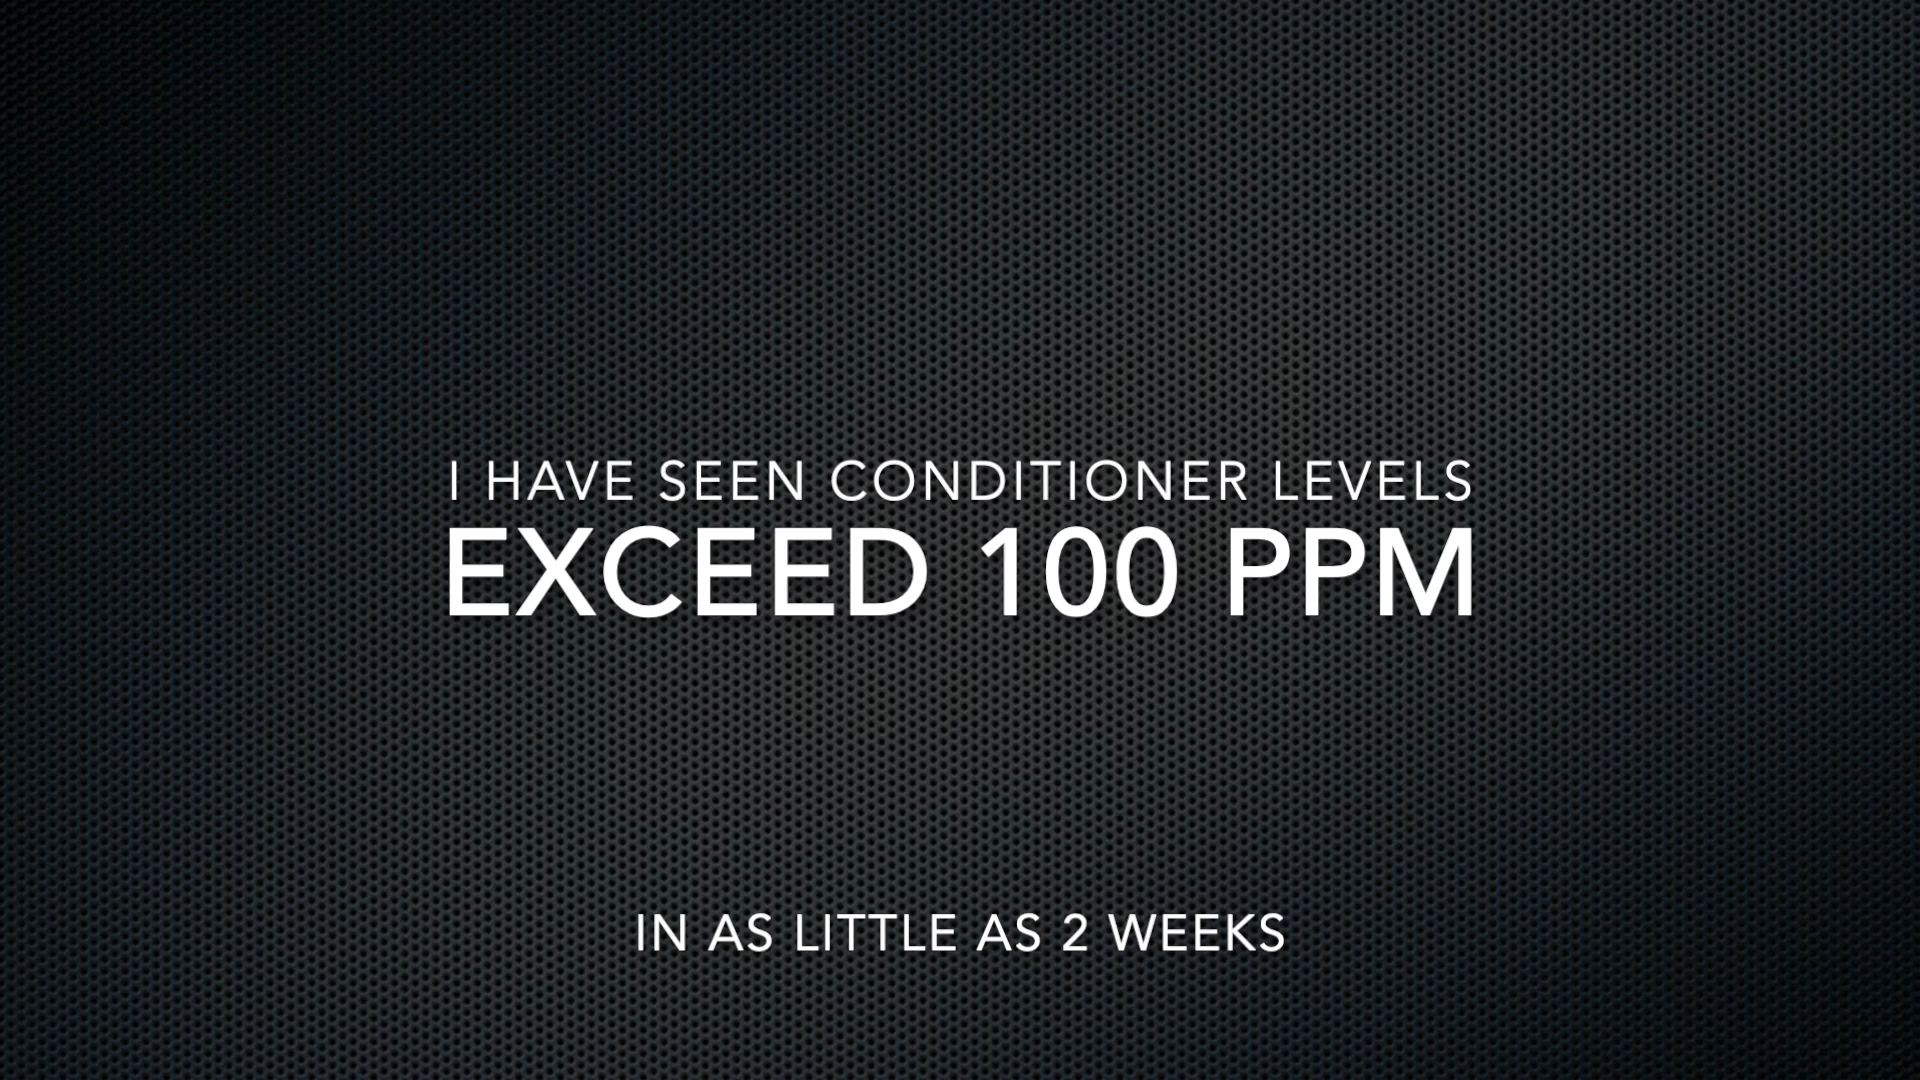 I HAVE SEEN CONDITIONER LEVELS
EXCEED 100 PPM
IN AS LITTLE AS 2 WEEKS